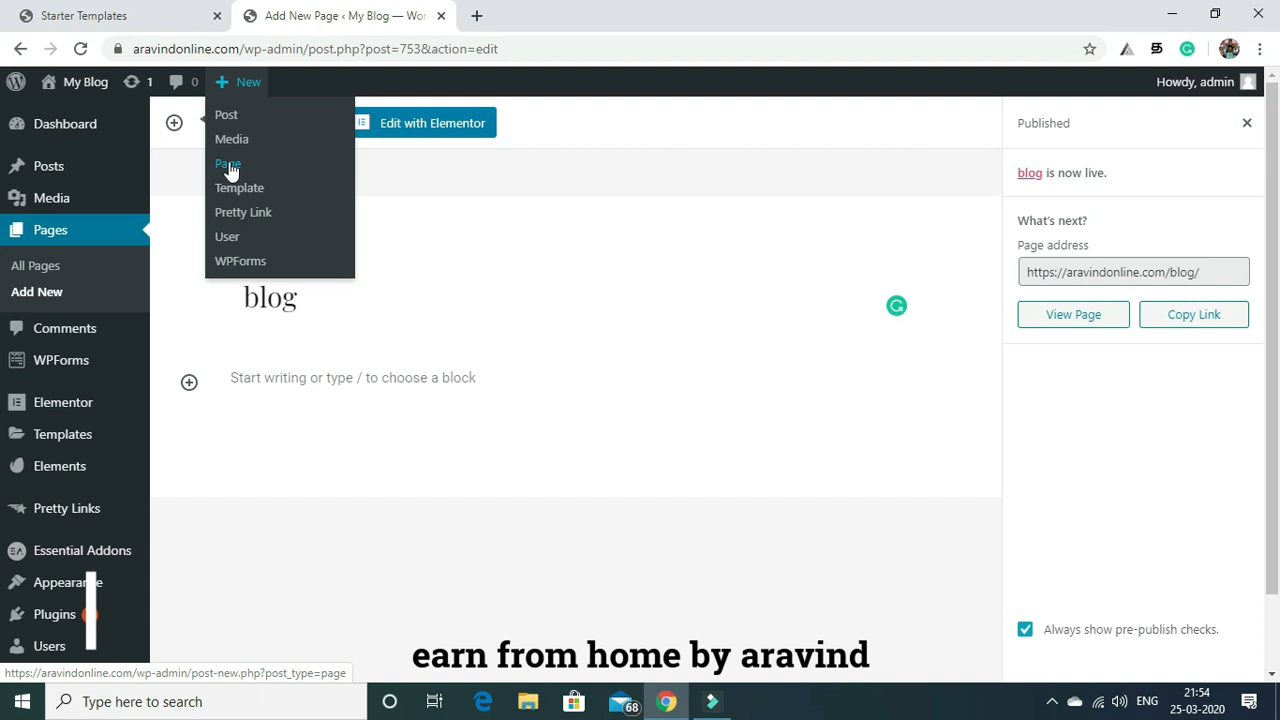 Starter Templates
Add New Page ‹ My Blog — Wor
aravindonline.com/wp-admin/post.php?post=753&action=edit
My Blog 1 0 New Howdy, admin
Dashboard
Posts
Media
Pages
All Pages
Add New
Comments
WPForms
Elementor
Templates
Elements
Pretty Links
Essential Addons
Appearance
Plugins
Users
Post
Media
Page
Template
Pretty Link
User
WPForms
Edit with Elementor
blog
Start writing or type / to choose a block
Published
blog is now live.
What's next?
Page address
https://aravindonline.com/blog/
View Page Copy Link
Always show pre-publish checks.
earn from home by aravind
https://aravindonline.com/wp-admin/post-new.php?post_type=page
Type here to search
68
ENG
21:54
25-03-2020